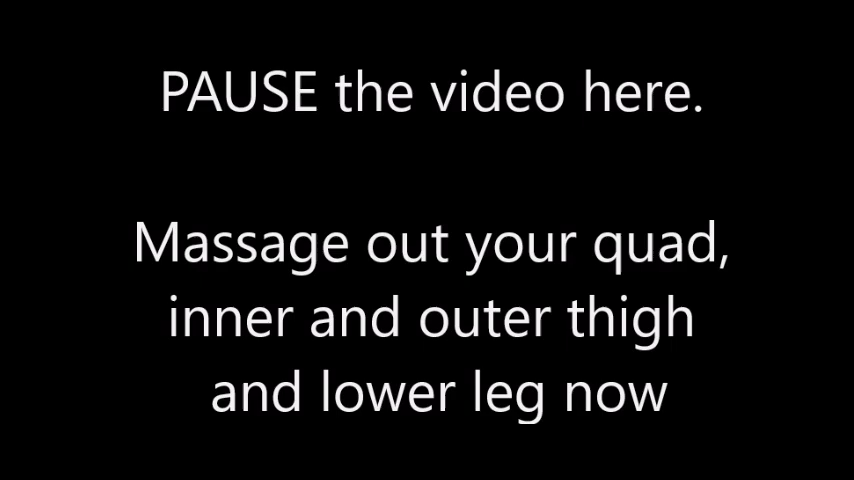 PAUSE the video here.
Massage out your quad,
inner and outer thigh
and lower leg now